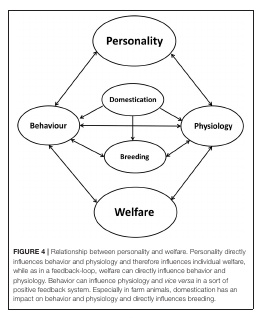 Personality
Domestication
Behaviour
Physiology
Breeding
Welfare
FIGURE 4 | Relationship between personality and welfare. Personality directly
influences behavior and physiology and therefore influences individual welfare,
while as in a feedback-loop, welfare can directly influence behavior and
physiology. Behavior can influence physiology and vice versa in a sort of
positive feedback system. Especially in farm animals, domestication has an
impact on behavior and physiology and directly influences breeding.